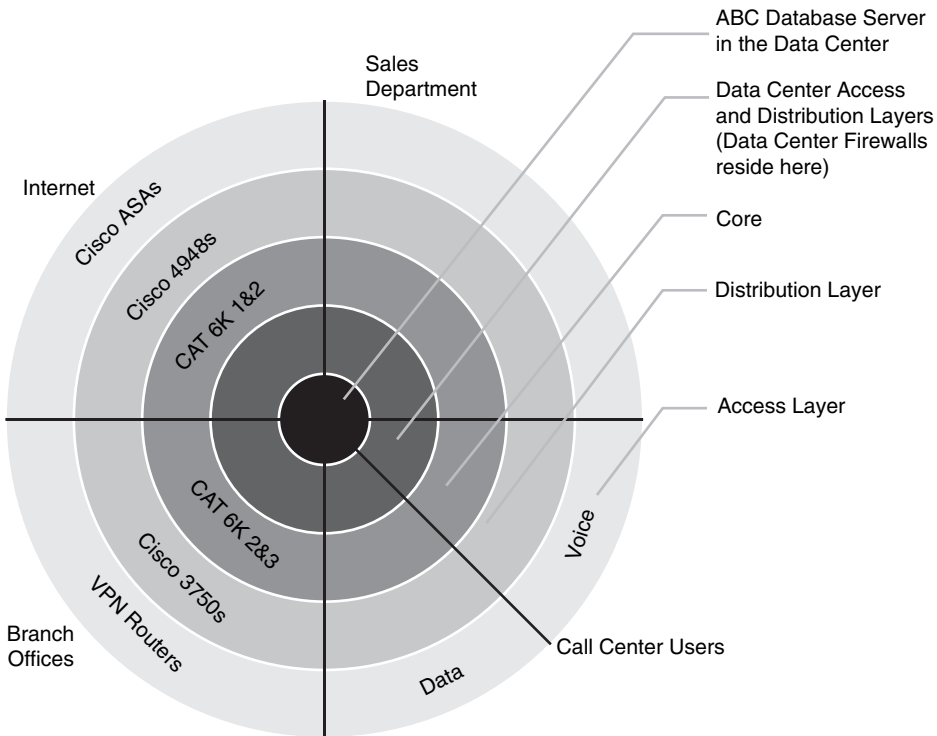 ABC Database Server
in the Data Center
Sales
Department
Data Center Access
and Distribution Layers
(Data Center Firewalls
reside here)
Internet
Cisco ASAs
Core
Cisco 4948s
CAT 6K 1&2
Distribution Layer
Access Layer
CAT 6K 2&3
Voice
Cisco 3750s
VPN Routers
Branch
Offices
Call Center Users
Data